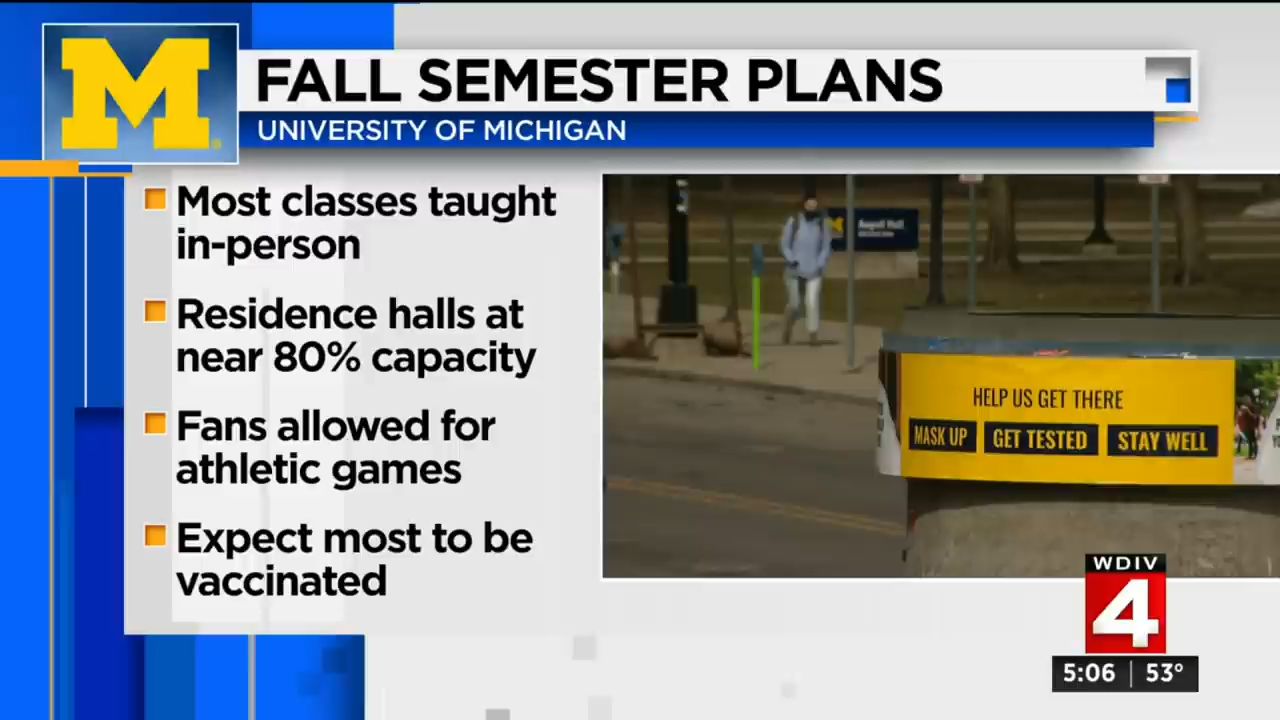 M
FALL SEMESTER PLANS
UNIVERSITY OF MICHIGAN
Most classes taught
in-person
Residence halls at
near 80% capacity
Fans allowed for
athletic games
Expect most to be
vaccinated
HELP US GET THERE
MASK UP GET TESTED STAY WELL
WDIV
4
5:06 53°